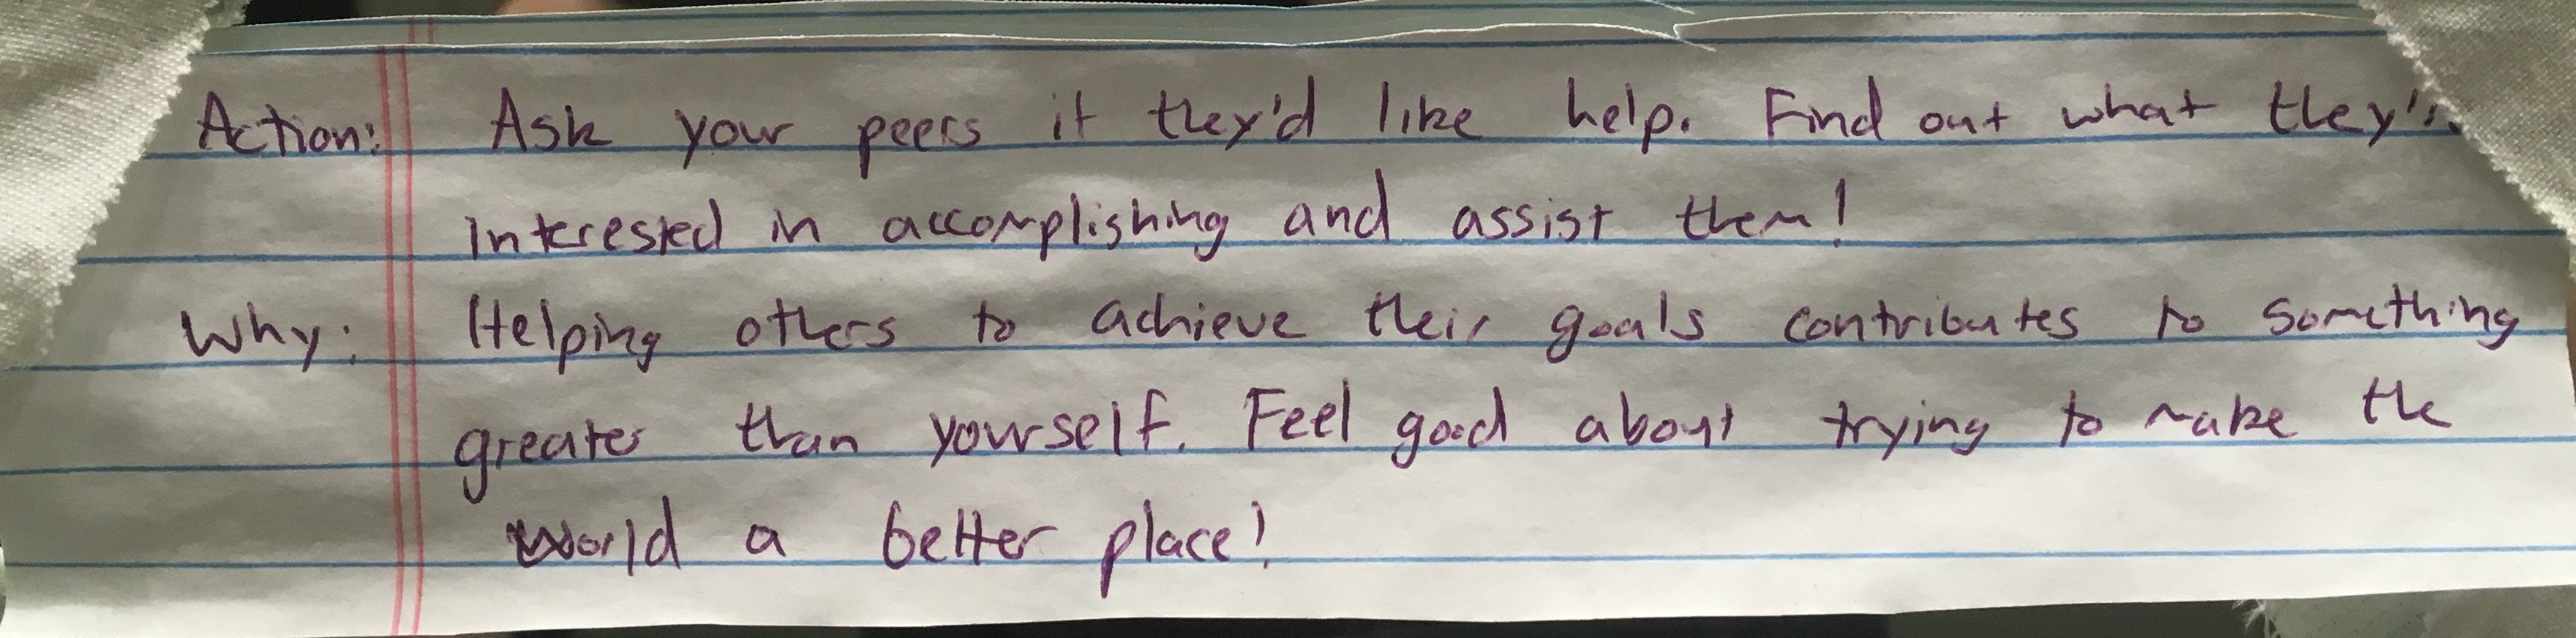 Action: Ask your peers if they'd like help. Find out what
interested in accomplishing and assist them!
Why: Helping others to achieve their goals contributes to something
greater than yourself. Feel good about trying to make the
world a better place!